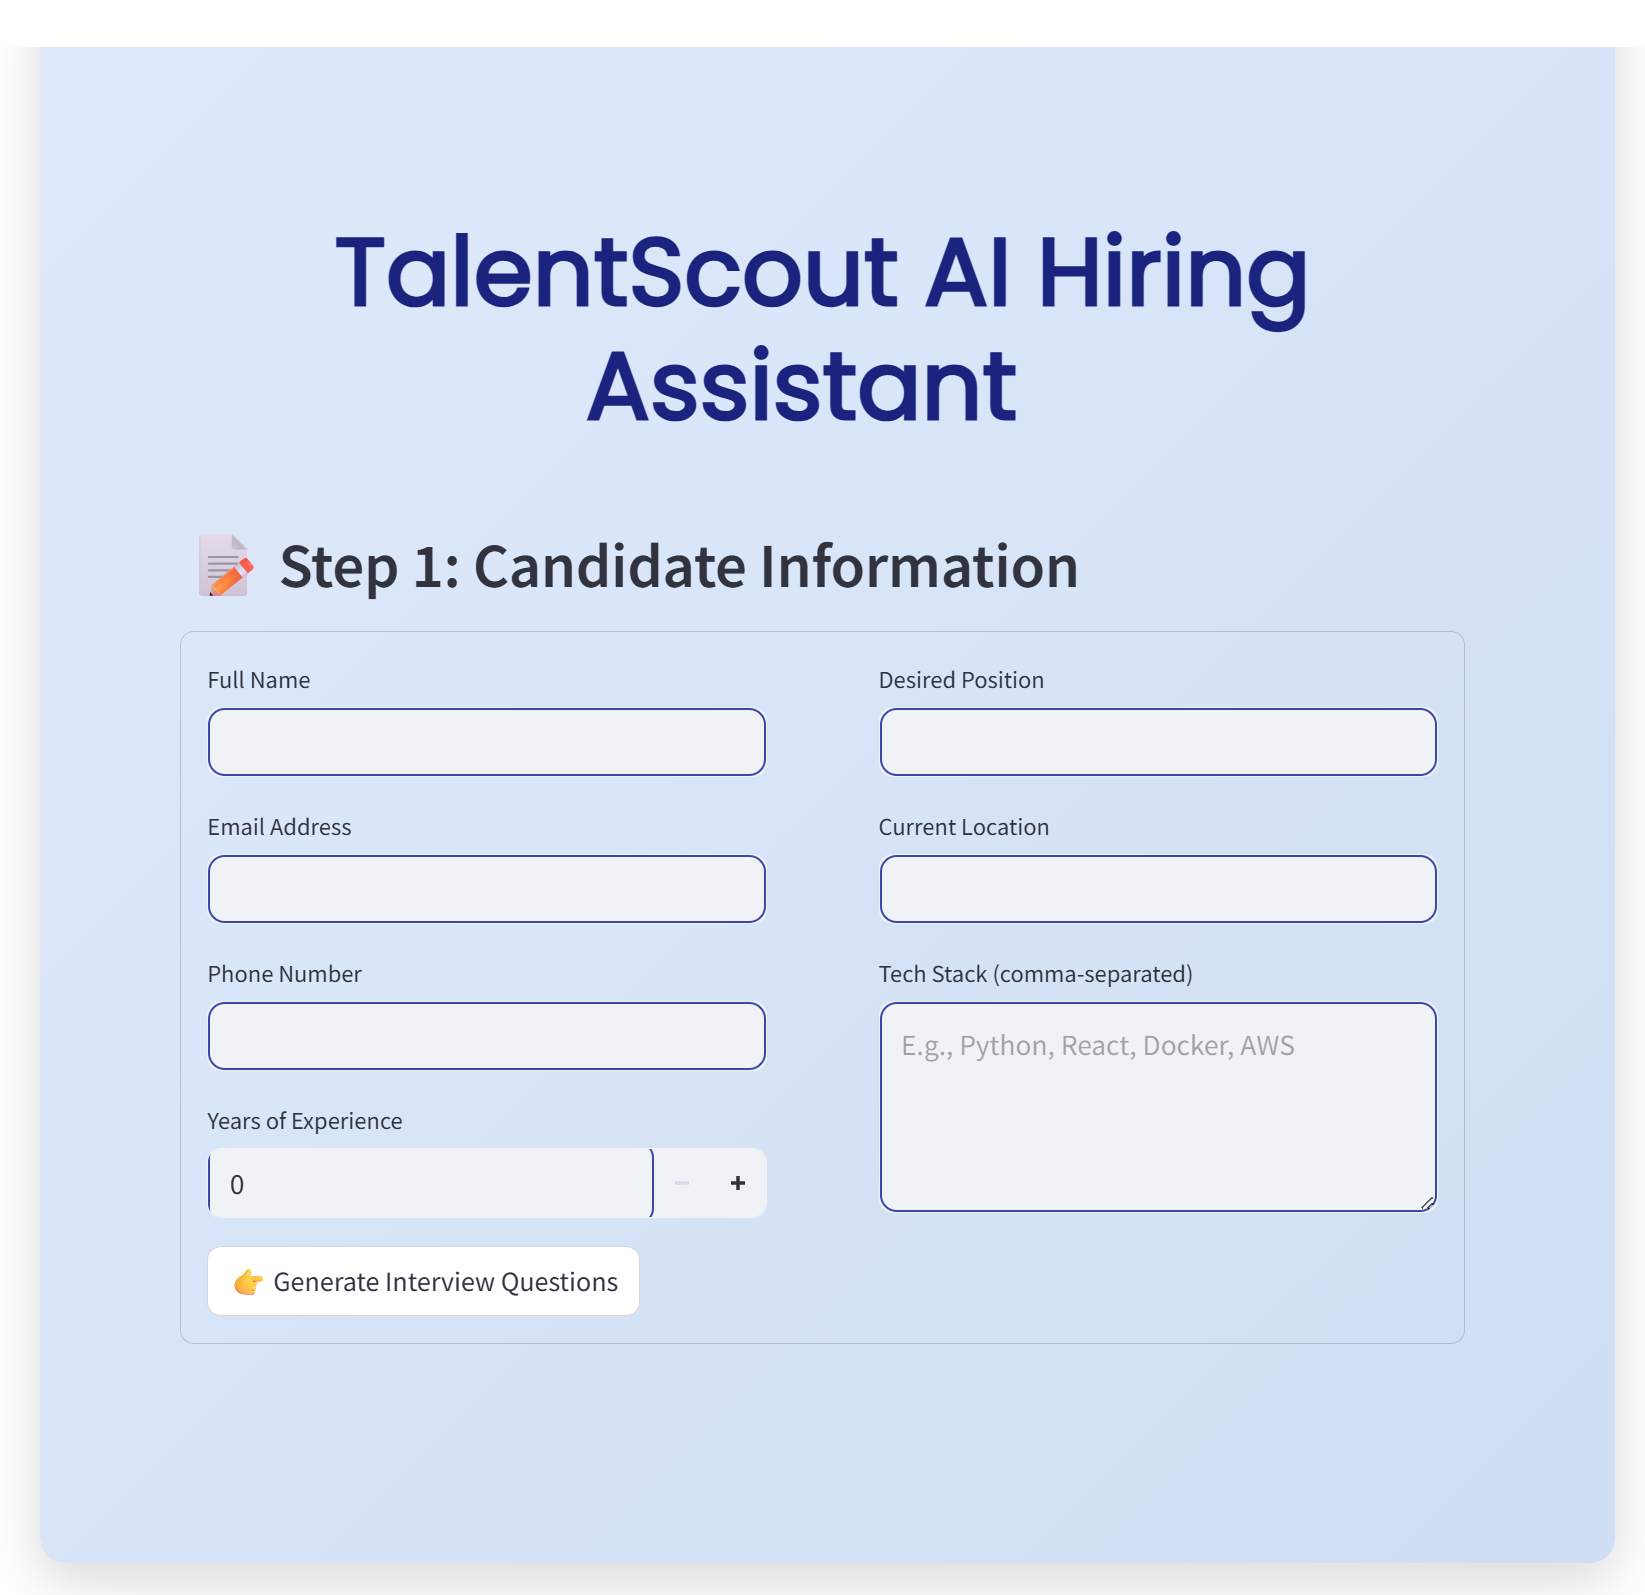 TalentScout AI Hiring
Assistant
📝 Step 1: Candidate Information
Full Name
Desired Position
Email Address
Current Location
Phone Number
Tech Stack (comma-separated)
E.g., Python, React, Docker, AWS
Years of Experience
0
👉 Generate Interview Questions